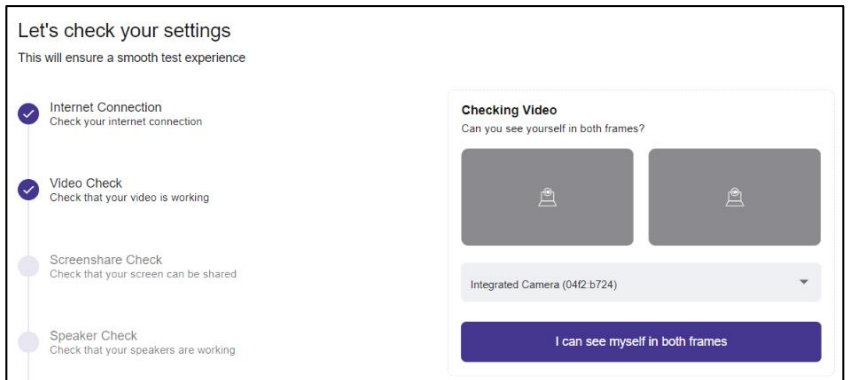 Let's check your settings
This will ensure a smooth test experience
Internet Connection
Check your internet connection
Video Check
Check that your video is working
Screenshare Check
Check that your screen can be shared
Speaker Check
Check that your speakers are working
Checking Video
Can you see yourself in both frames?
Integrated Camera (04f2:b724)
I can see myself in both frames